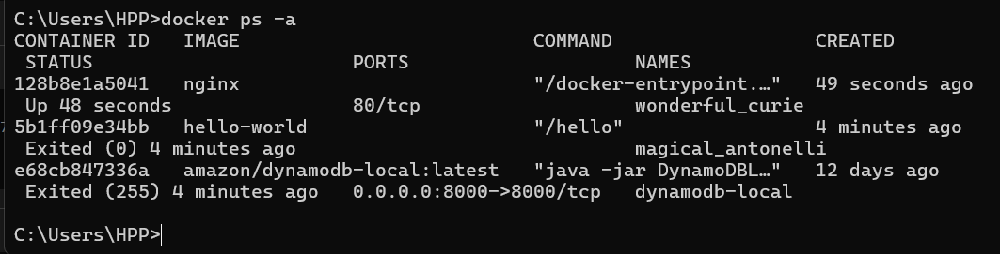 C:\Users\HPP>docker ps -a
CONTAINER ID   IMAGE                          COMMAND                  CREATED
 STATUS                       PORTS                    NAMES
128b8e1a5041   nginx                          "/docker-entrypoint.…"   49 seconds ago
 Up 48 seconds                80/tcp                   wonderful_curie
5b1ff09e34bb   hello-world                    "/hello"                 4 minutes ago
 Exited (0) 4 minutes ago                              magical_antonelli
e68cb847336a   amazon/dynamodb-local:latest   "java -jar DynamoDBL…"   12 days ago
 Exited (255) 4 minutes ago   0.0.0.0:8000->8000/tcp   dynamodb-local
C:\Users\HPP>